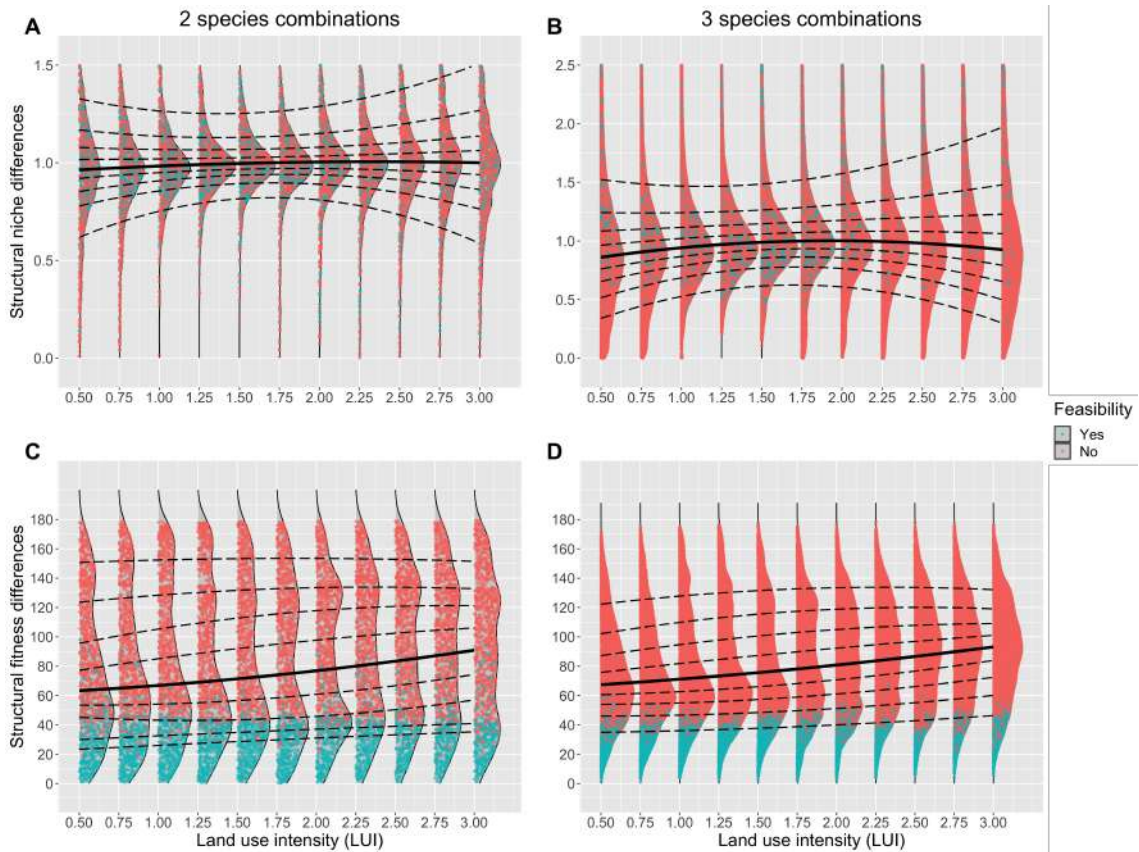 2 species combinations
3 species combinations
A
B
Structural niche differences
1.5
1.0
0.5
0.0
2.5
2.0
1.5
1.0
0.5
0.0
0.50 0.75 1.00 1.25 1.50 1.75 2.00 2.25 2.50 2.75 3.00
0.50 0.75 1.00 1.25 1.50 1.75 2.00 2.25 2.50 2.75 3.00
Feasibility
Yes
No
C
D
Structural fitness differences
180
160
140
120
100
80
60
40
20
0
180
160
140
120
100
80
60
40
20
0
0.50 0.75 1.00 1.25 1.50 1.75 2.00 2.25 2.50 2.75 3.00
0.50 0.75 1.00 1.25 1.50 1.75 2.00 2.25 2.50 2.75 3.00
Land use intensity (LUI)
Land use intensity (LUI)